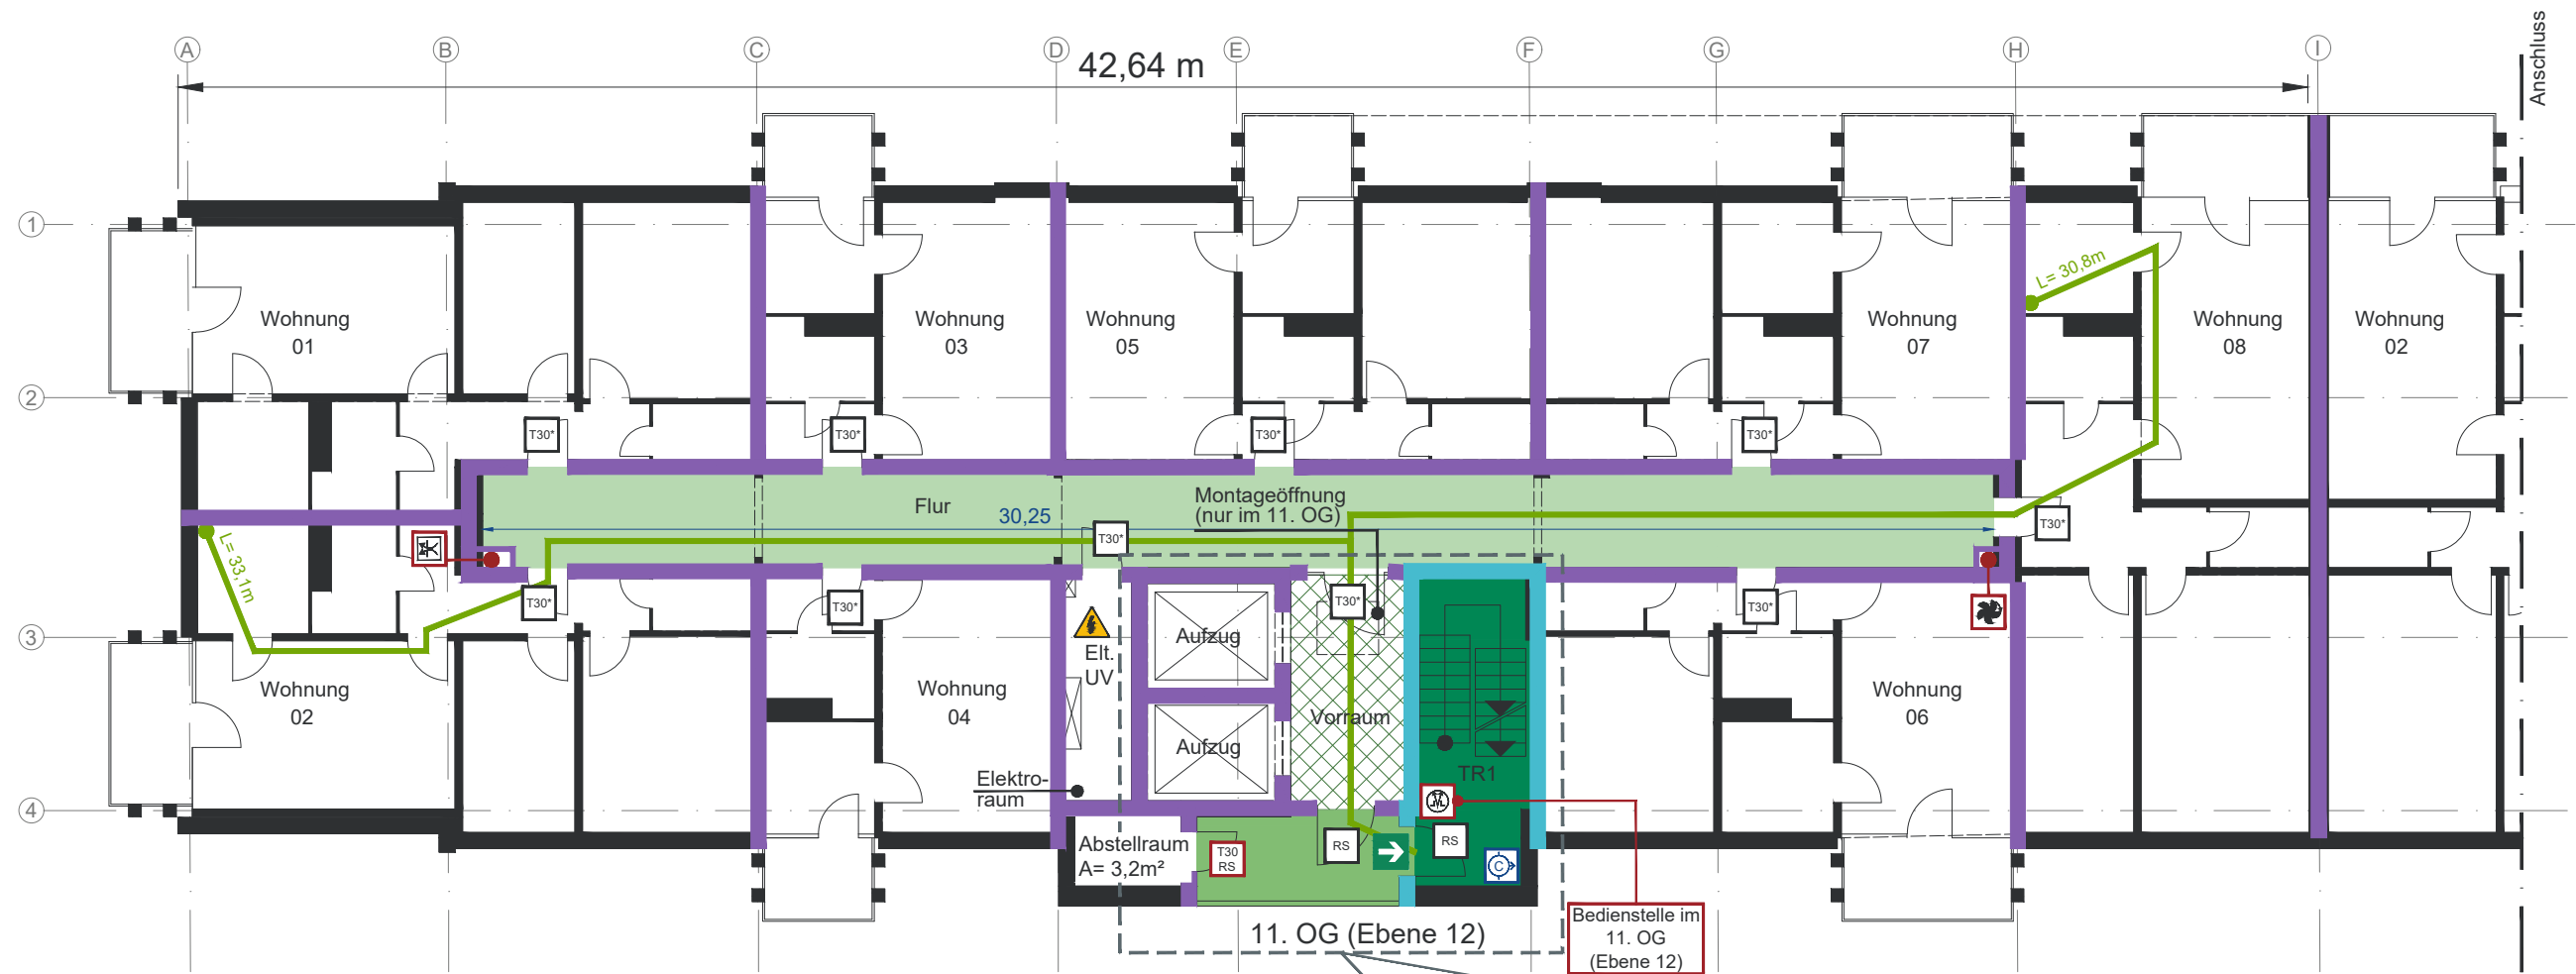 A
B
C
D
E
F
G
H
I
Anschluss
42,64 m
1
2
3
4
L= 30,8m
Wohnung
01
Wohnung
03
Wohnung
05
Wohnung
07
Wohnung
08
Wohnung
02
T30*
T30*
T30*
T30*
Flur
30,25
Montageöffnung
(nur im 11. OG)
T30*
T30*
L= 33,1m
T30*
T30*
T30*
T30*
Elt.
UV
Aufzug
Wohnung
02
Wohnung
04
Aufzug
Vorraum
Wohnung
06
TR1
Elektro-
raum
Abstellraum
A= 3,2m²
T30
RS
RS
RS
C
11. OG (Ebene 12)
Bedienstelle im
11. OG
(Ebene 12)